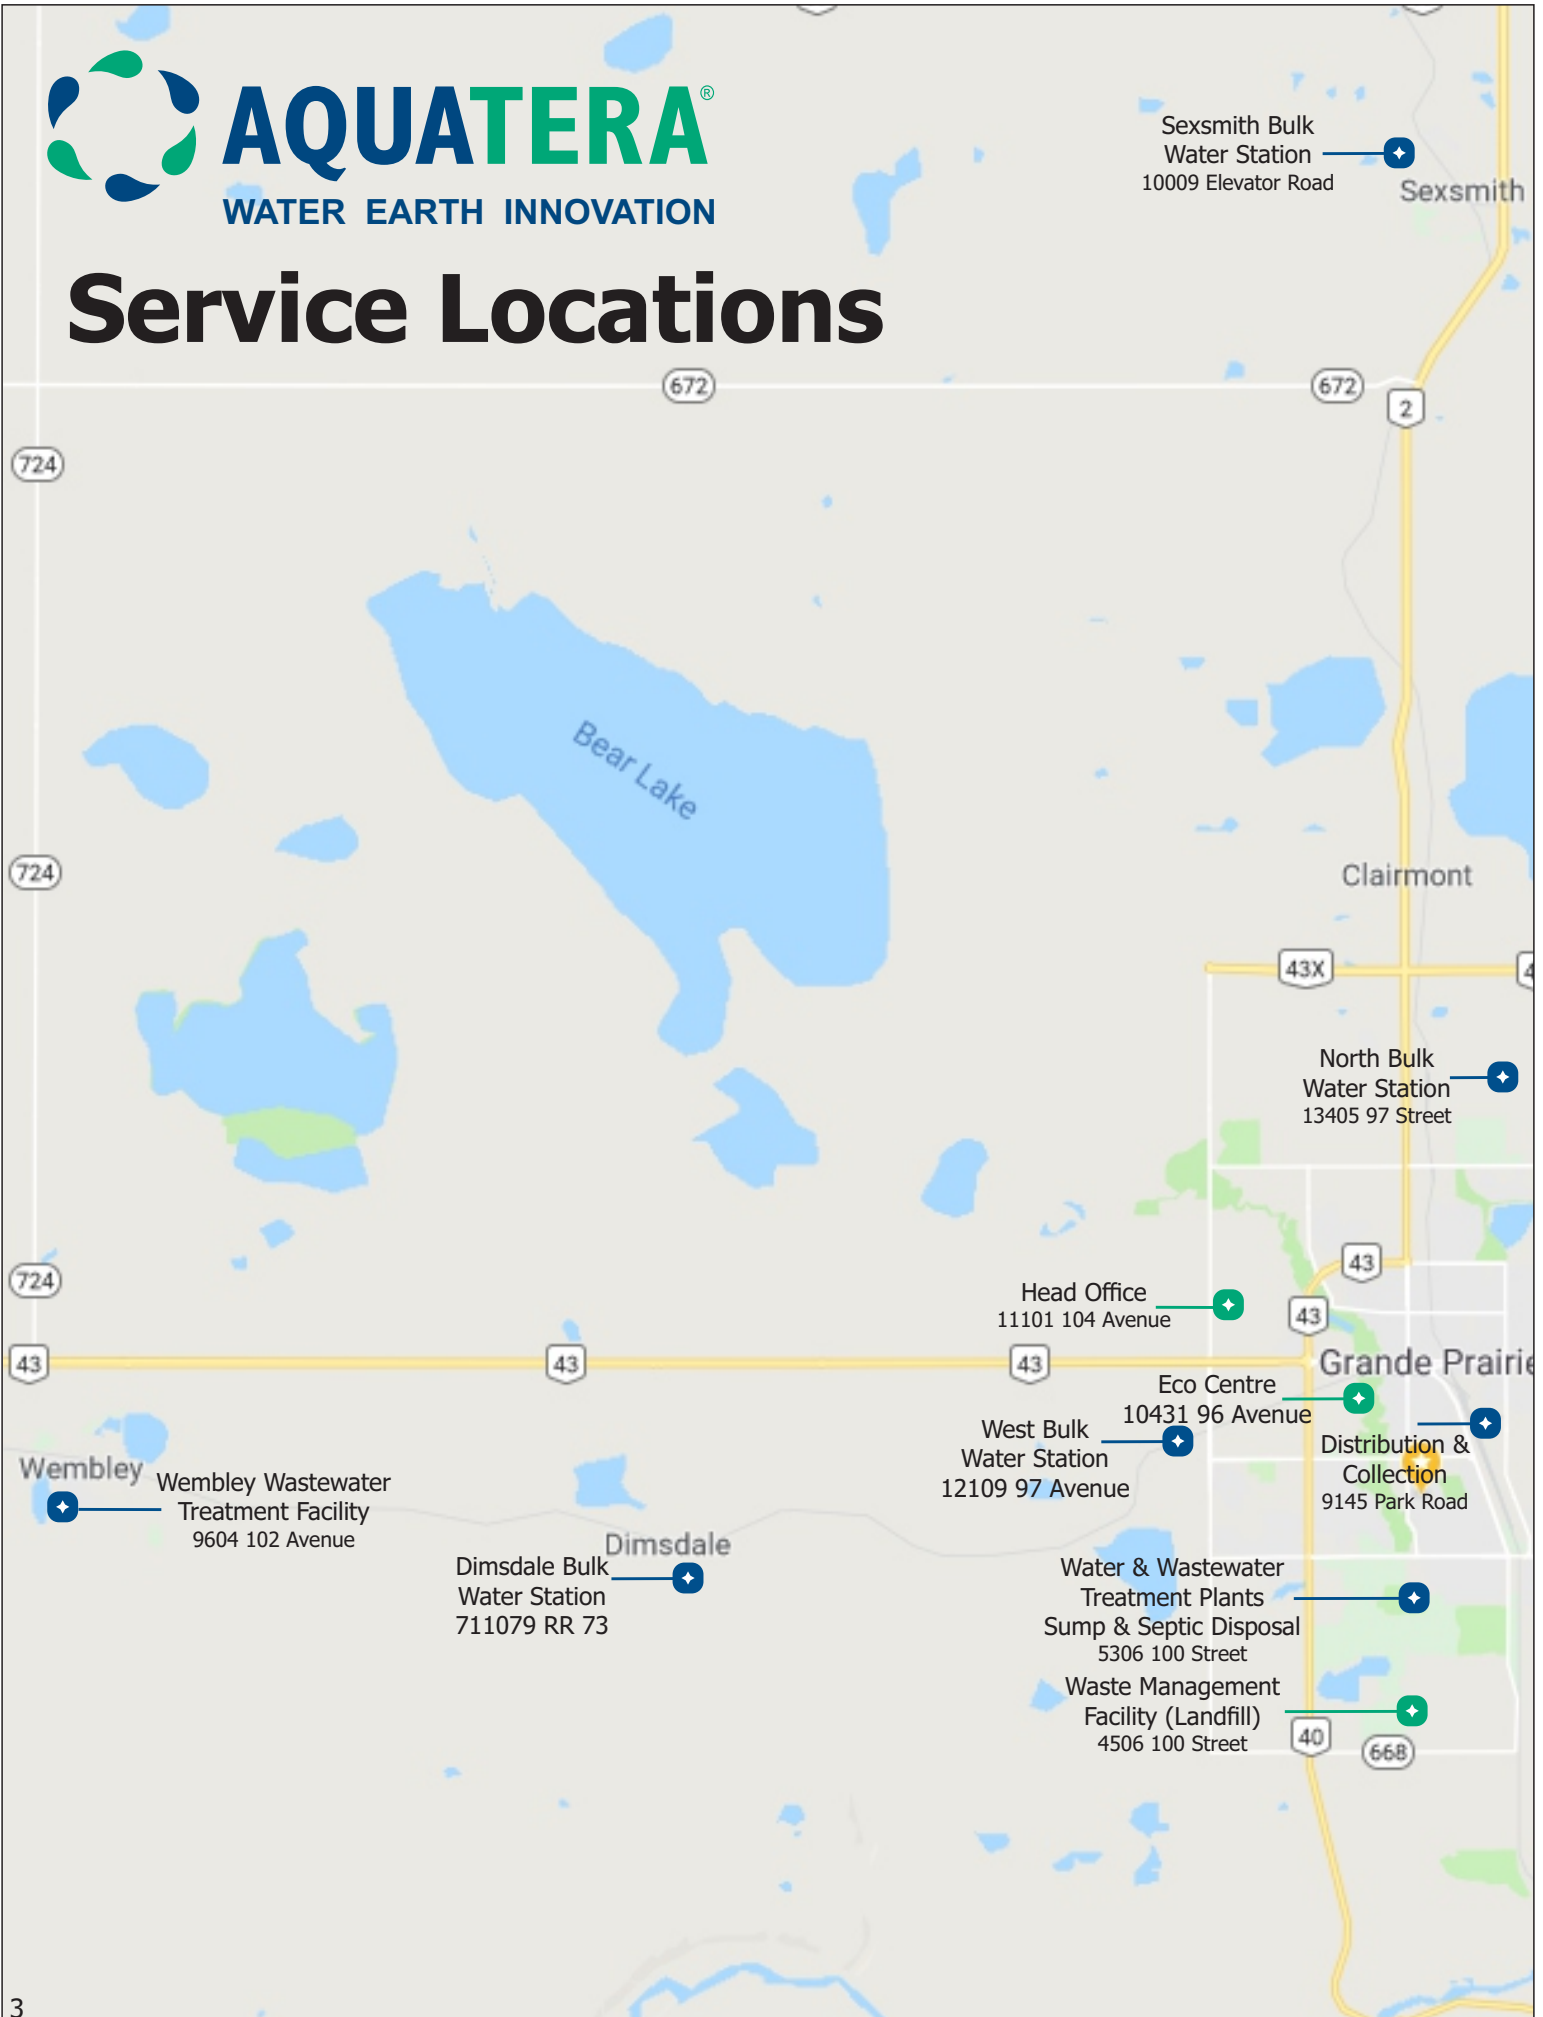 AQUATERA®
WATER EARTH INNOVATION
Service Locations
Sexsmith Bulk
Water Station
10009 Elevator Road
Sexsmith
672
672
2
724
Bear Lake
724
Clairmont
43X
4
North Bulk
Water Station
13405 97 Street
43
724
Head Office
11101 104 Avenue
43
43
43
43
Grande Prairie
Eco Centre
10431 96 Avenue
West Bulk
Water Station
12109 97 Avenue
Distribution &
Collection
9145 Park Road
Wembley
Wembley Wastewater
Treatment Facility
9604 102 Avenue
Dimsdale
Dimsdale Bulk
Water Station
711079 RR 73
Water & Wastewater
Treatment Plants
Sump & Septic Disposal
5306 100 Street
Waste Management
Facility (Landfill)
4506 100 Street
40
668
3